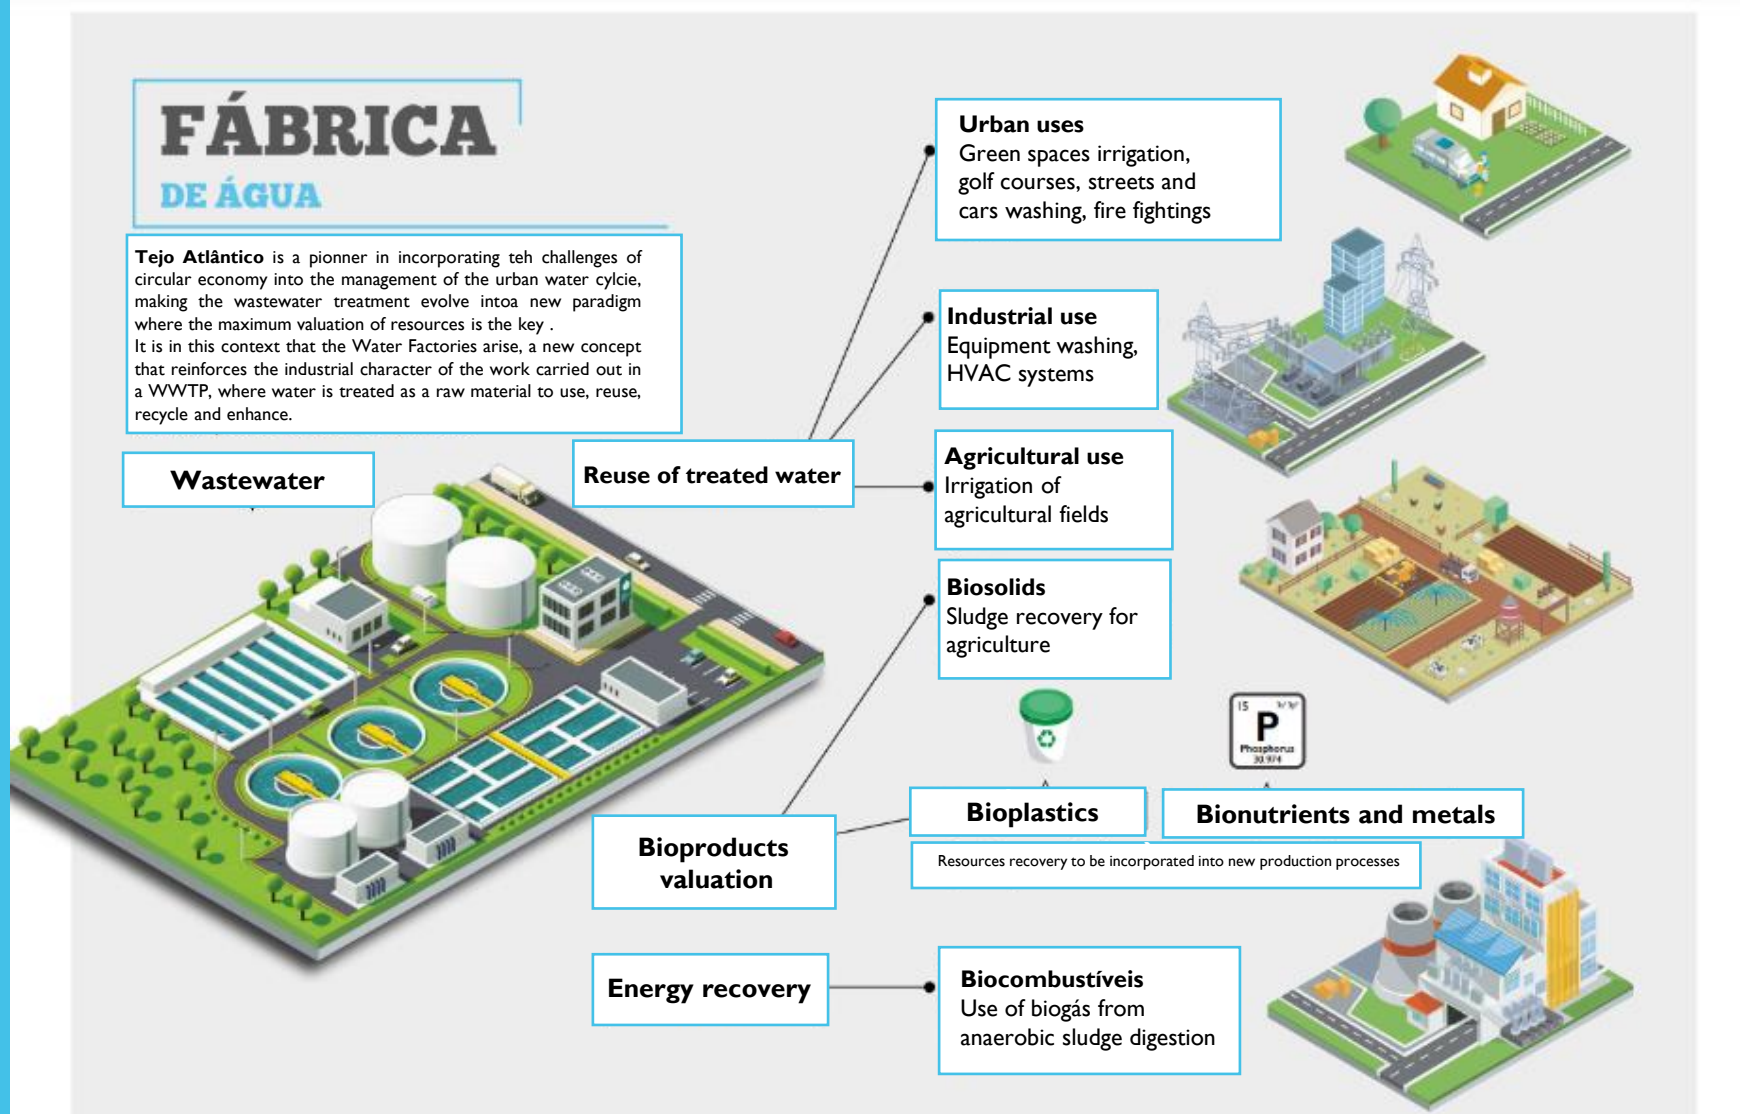 FÁBRICA
DE ÁGUA
Tejo Atlântico is a pionner in incorporating teh challenges of
circular economy into the management of the urban water cylcie,
making the wastewater treatment evolve intoa new paradigm
where the maximum valuation of resources is the key .
It is in this context that the Water Factories arise, a new concept
that reinforces the industrial character of the work carried out in
a WWTP, where water is treated as a raw material to use, reuse,
recycle and enhance.
Wastewater
Reuse of treated water
Urban uses
Green spaces irrigation,
golf courses, streets and
cars washing, fire fightings
Industrial use
Equipment washing,
HVAC systems
Agricultural use
Irrigation of
agricultural fields
Biosolids
Sludge recovery for
agriculture
15
P
Phosphorus
30.974
Bioproducts
valuation
Bioplastics
Bionutrients and metals
Resources recovery to be incorporated into new production processes
Energy recovery
Biocombustíveis
Use of biogás from
anaerobic sludge digestion